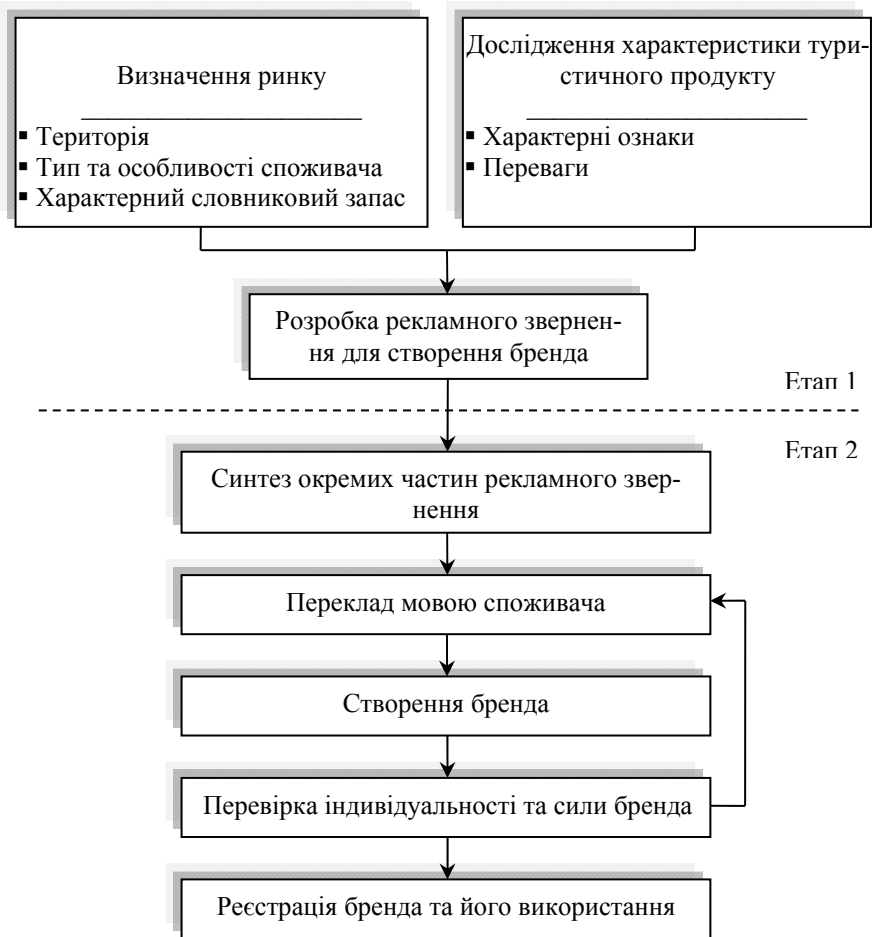 Визначення ринку
_____________________
▪ Територія
▪ Тип та особливості споживача
▪ Характерний словниковий запас
Дослідження характеристики тури-
стичного продукту
_____________________
▪ Характерні ознаки
▪ Переваги
Розробка рекламного звернен-
ня для створення бренда
Етап 1
Етап 2
Синтез окремих частин рекламного звер-
нення
Переклад мовою споживача
Створення бренда
Перевірка індивідуальності та сили бренда
Реєстрація бренда та його використання